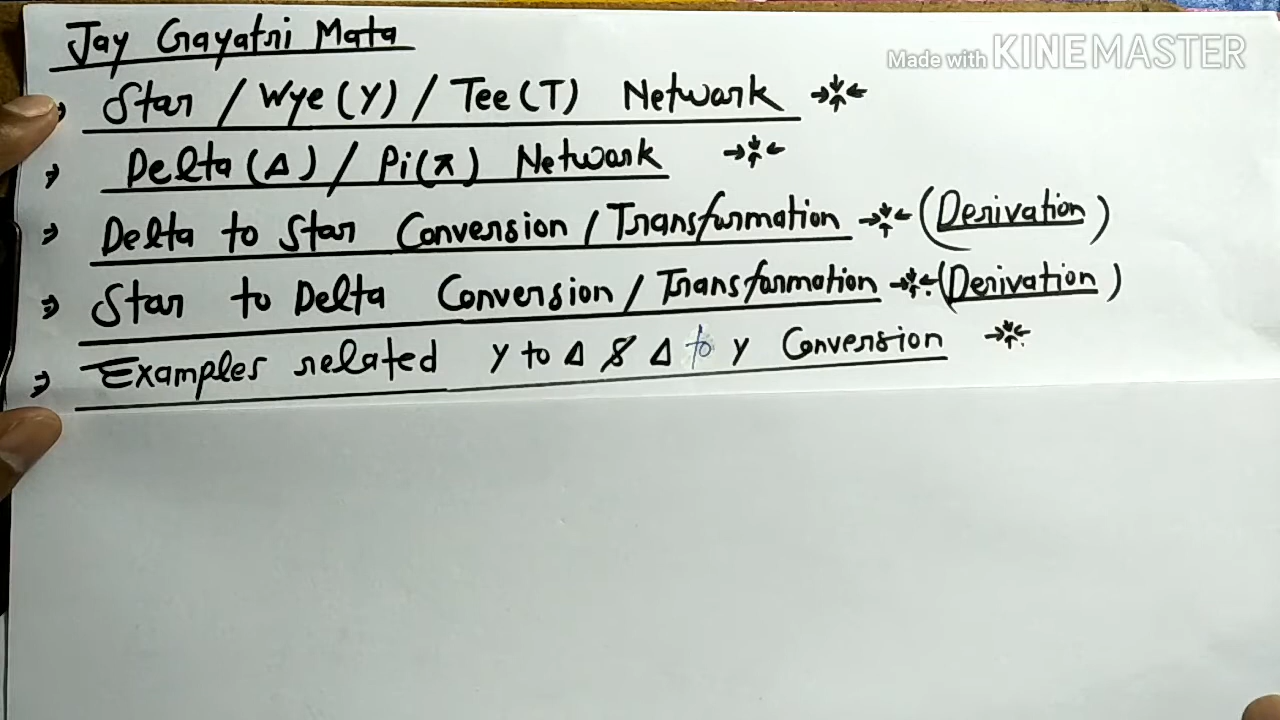 Jay Gayatri Mata
Made with KINEMASTER
⇒ Star / Wye (Y) / Tee (T) Network
⇒ Delta (Δ) / Pi (π) Network
⇒ Delta to Star Conversion / Transformation (Derivation)
⇒ Star to Delta Conversion / Transformation (Derivation)
⇒ Examples related Y to Δ & Δ to Y Conversion